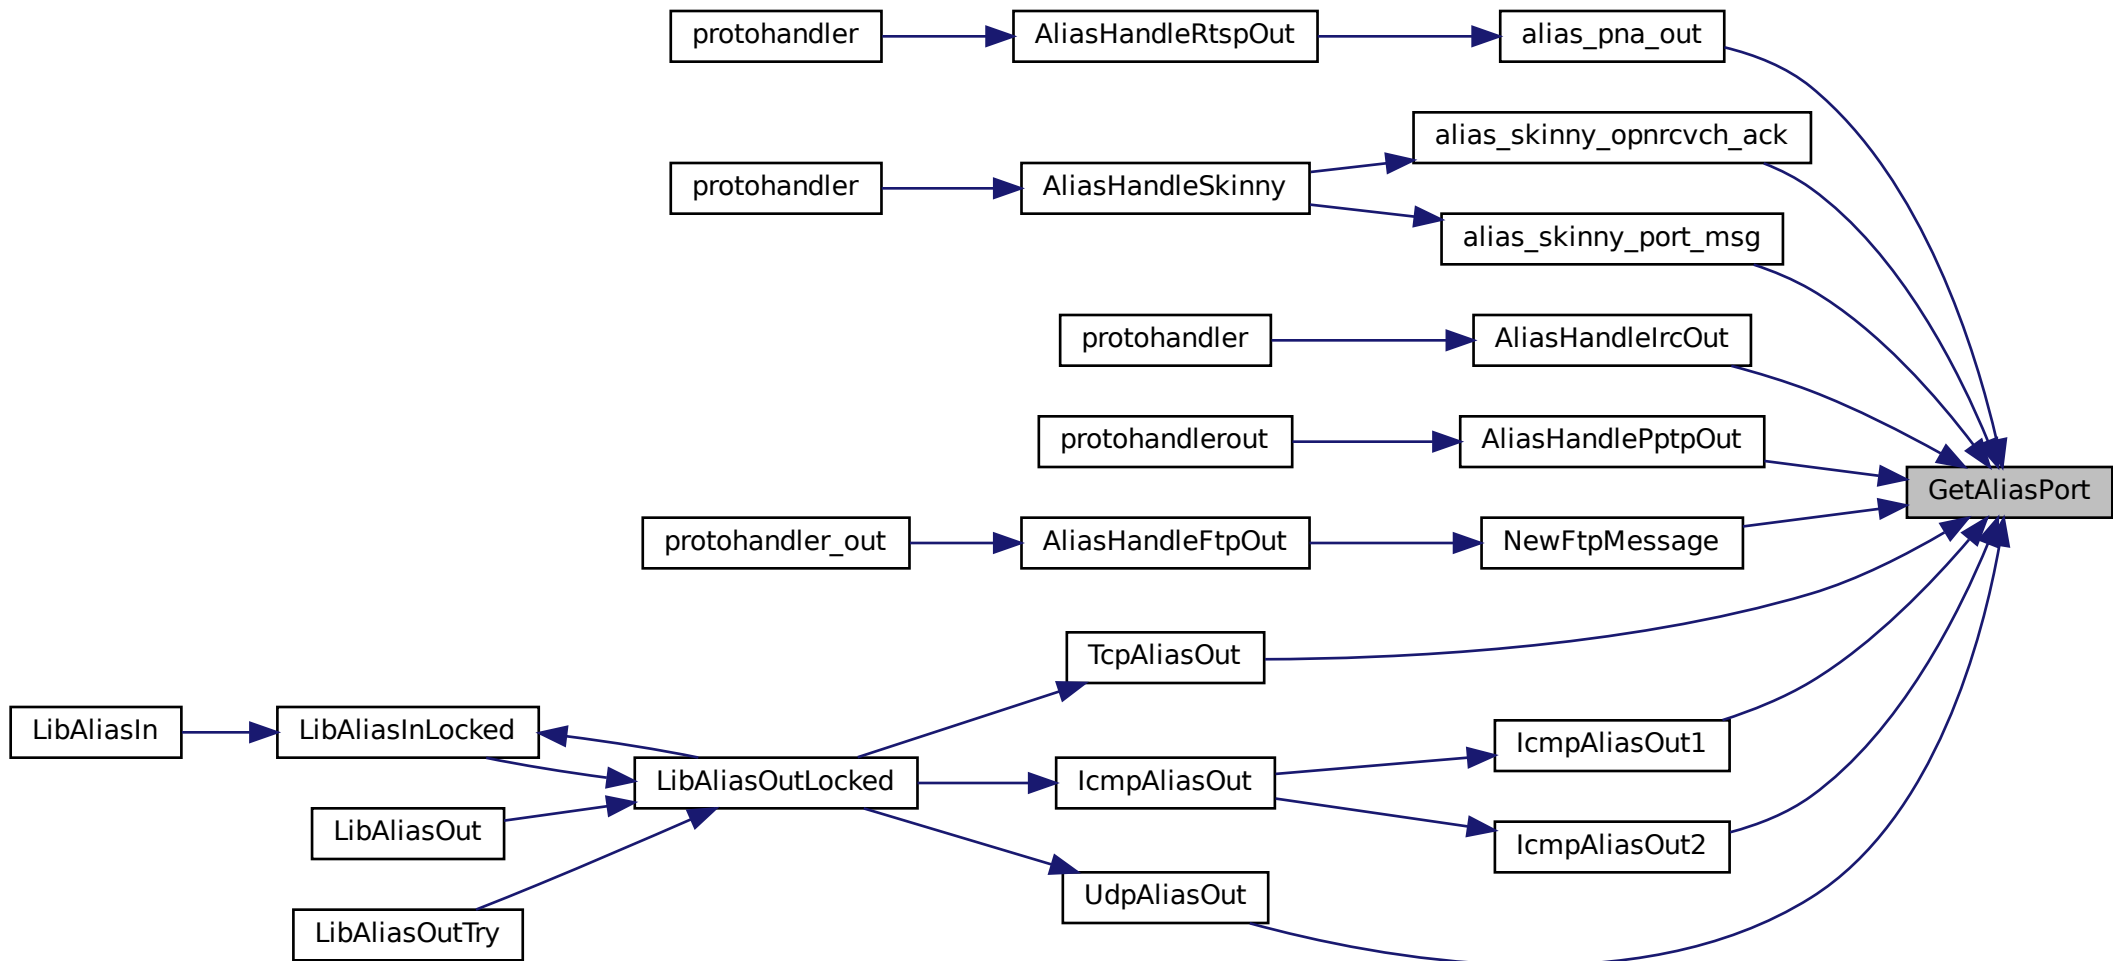 protohandler
AliasHandleRtspOut
alias_pna_out
alias_skinny_opnrcvch_ack
protohandler
AliasHandleSkinny
alias_skinny_port_msg
protohandler
AliasHandleIrcOut
protohandlerout
AliasHandlePptpOut
GetAliasPort
protohandler_out
AliasHandleFtpOut
NewFtpMessage
TcpAliasOut
LibAliasIn
LibAliasInLocked
IcmpAliasOut1
LibAliasOutLocked
IcmpAliasOut
LibAliasOut
IcmpAliasOut2
UdpAliasOut
LibAliasOutTry